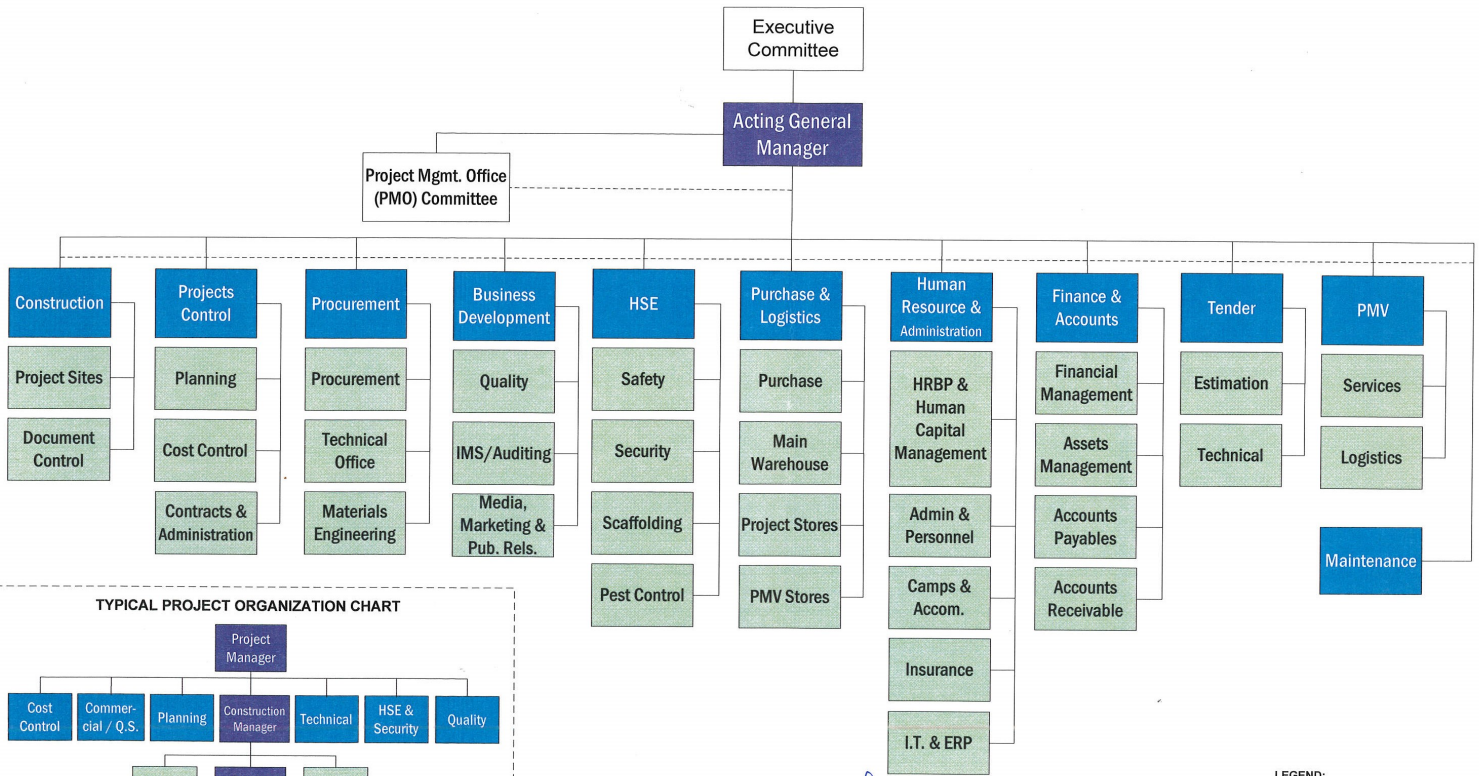 Executive
Committee
Acting General
Manager
Project Mgmt. Office
(PMO) Committee
Construction
Project Sites
Document
Control
Projects
Control
Planning
Cost Control
Contracts &
Administration
Procurement
Procurement
Technical
Office
Materials
Engineering
Business
Development
Quality
IMS/Auditing
Media,
Marketing &
Pub. Rels.
HSE
Safety
Security
Scaffolding
Pest Control
Purchase &
Logistics
Purchase
Main
Warehouse
Project Stores
PMV Stores
Human
Resource &
Administration
HRBP &
Human
Capital
Management
Admin &
Personnel
Camps &
Accom.
Insurance
I.T. & ERP
Finance &
Accounts
Financial
Management
Assets
Management
Accounts
Payables
Accounts
Receivable
Tender
Estimation
Technical
PMV
Services
Logistics
Maintenance
TYPICAL PROJECT ORGANIZATION CHART
Project
Manager
Cost
Control
Commer-
cial / Q.S.
Planning
Construction
Manager
Technical
HSE &
Security
Quality
LEGEND: